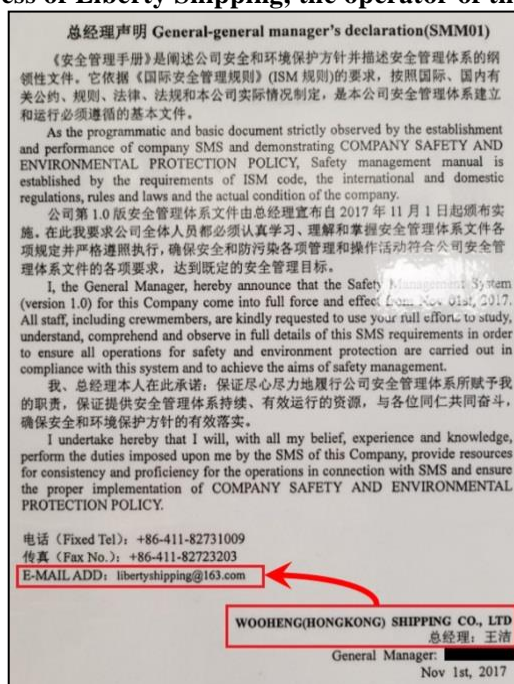 ess of Liberty Shipping, the operator of th
总经理声明 General-general manager's declaration(SMM01)
《安全管理手册》是阐述公司安全和环境保护方针并描述安全管理体系的纲
领性文件。它依据《国际安全管理规则》(ISM 规则)的要求，按照国际、国内有
关公约、规则、法律、法规和本公司实际情况制定，是本公司安全管理体系建立
和运行必须遵循的基本文件。
As the programmatic and basic document strictly observed by the establishment
and performance of company SMS and demonstrating COMPANY SAFETY AND
ENVIRONMENTAL PROTECTION POLICY, Safety management manual is
established by the requirements of ISM code, the international and domestic
regulations, rules and laws and the actual condition of the company.
公司第 1.0 版安全管理体系文件由总经理宣布自 2017 年 11 月 1 日起颁布实
施。在此我要求公司全体人员都必须认真学习、理解和掌握安全管理体系文件各
项规定并严格遵照执行，确保安全和防污染各项管理和操作活动符合公司安全管
理体系文件的各项要求，达到既定的安全管理目标。
I, the General Manager, hereby announce that the Safety Management System
(version 1.0) for this Company come into full force and effect from Nov 01st, 2017.
All staff, including crewmembers, are kindly requested to use your full efforts to study,
understand, comprehend and observe in full details of this SMS requirements in order
to ensure all operations for safety and environment protection are carried out in
compliance with this system and to achieve the aims of safety management.
我、总经理本人在此承诺：保证尽心尽力地履行公司安全管理体系所赋予我
的职责，保证提供安全管理体系持续、有效运行的资源，与各位同仁共同奋斗，
确保安全和环境保护方针的有效落实。
I undertake hereby that I will, with all my belief, experience and knowledge,
perform the duties imposed upon me by the SMS of this Company, provide resources
for consistency and proficiency for the operations in connection with SMS and ensure
the proper implementation of COMPANY SAFETY AND ENVIRONMENTAL
PROTECTION POLICY.
电话（Fixed Tel）：+86-411-82731009
传真（Fax No.）：+86-411-82723203
E-MAIL ADD：libertyshipping@163.com
WOOHENG(HONGKONG) SHIPPING CO., LTD
总经理：王洁
General Manager:
Nov 1st, 2017